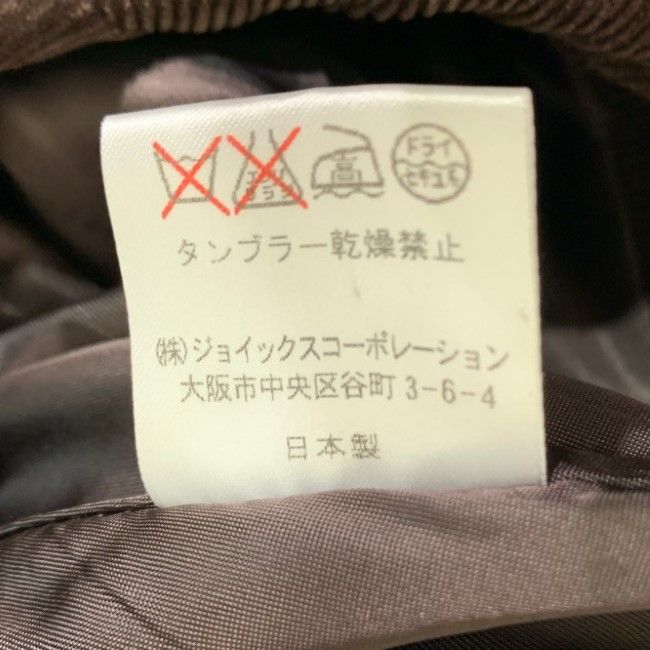 高 ドライ
セキユ系
タンブラー乾燥禁止
(株)ジョイックスコーポレーション
大阪市中央区谷町 3-6-4
日本製